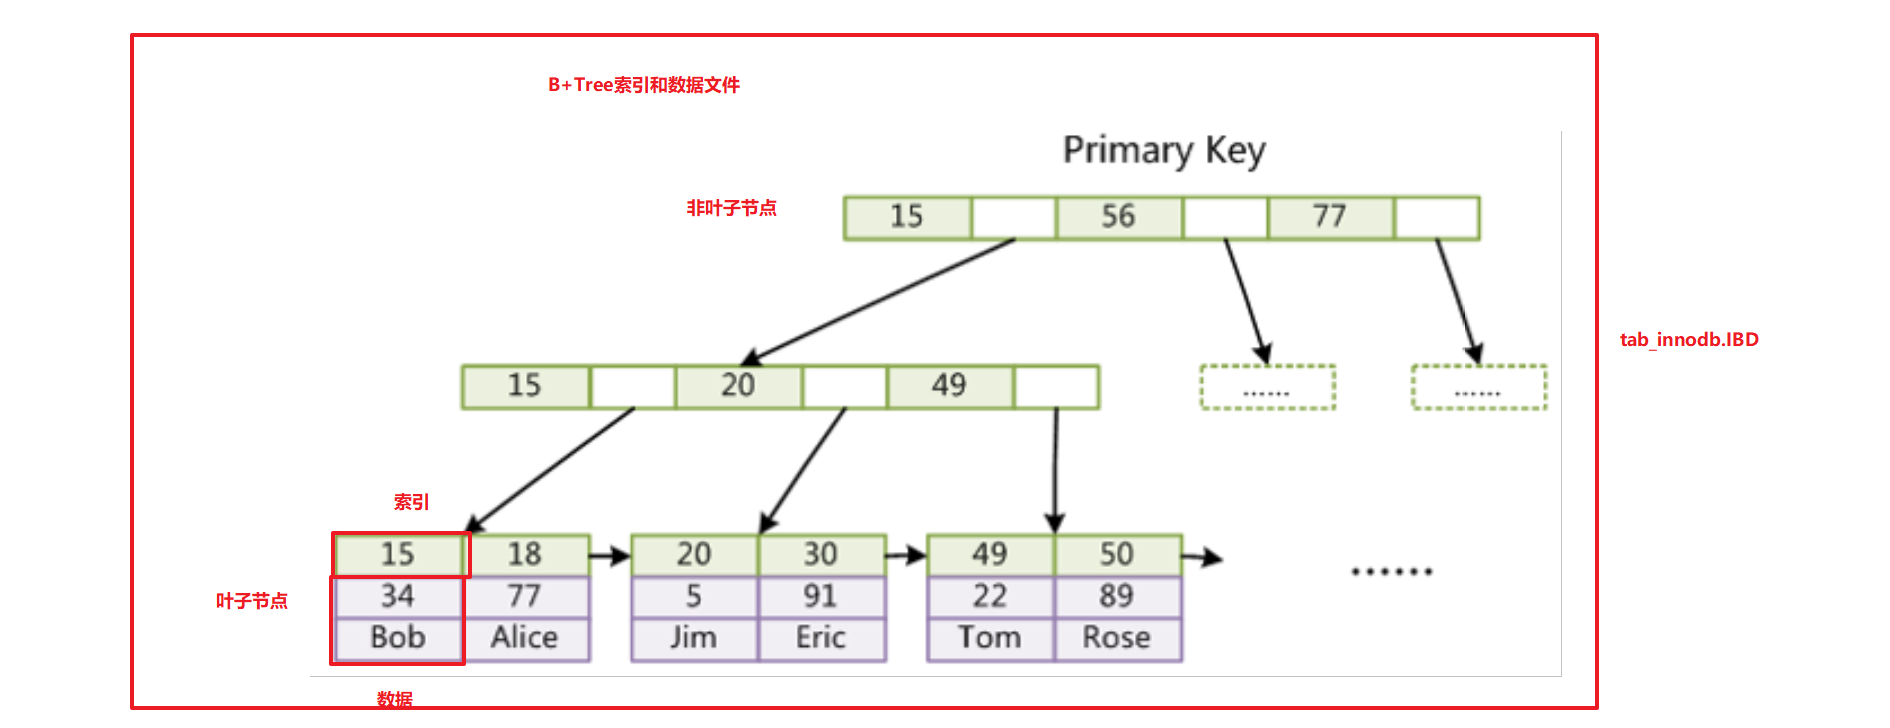 B+Tree索引和数据文件
Primary Key
非叶子节点
15 56 77
tab_innodb.IBD
15 20 49
...... ......
索引
15 18 20 30 49 50
......
叶子节点
34 77 5 91 22 89
Bob Alice Jim Eric Tom Rose
数据